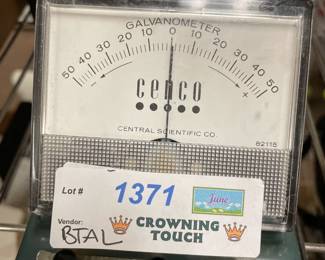 GALVANOMETER
50 40 30 20 10 0 10 20 30 40 50
- +
cenco
CENTRAL SCIENTIFIC CO.
82115
Lot #
1371
June
Vendor:
BTAL
CROWNING
TOUCH